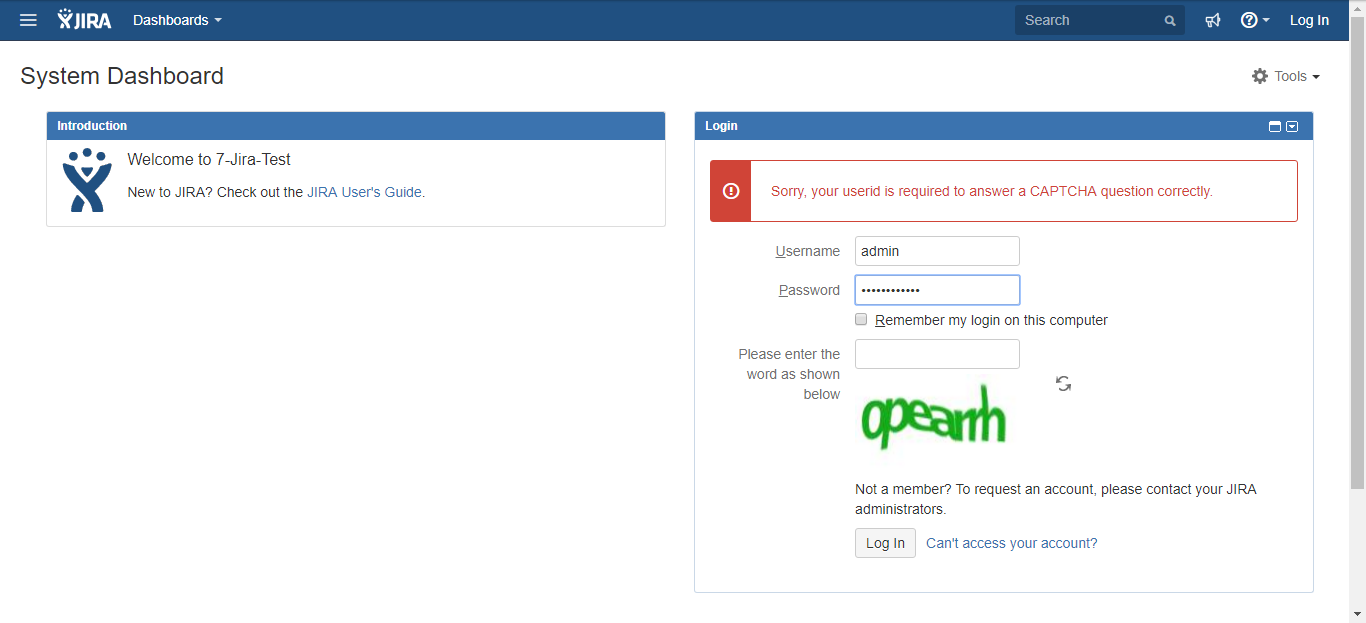 JIRA
Dashboards
Search
Log In
System Dashboard
Tools
Introduction
Welcome to 7-Jira-Test
New to JIRA? Check out the JIRA User's Guide.
Login
Sorry, your userid is required to answer a CAPTCHA question correctly.
Username
admin
Password
Remember my login on this computer
Please enter the
word as shown
below
Not a member? To request an account, please contact your JIRA
administrators.
Log In
Can't access your account?